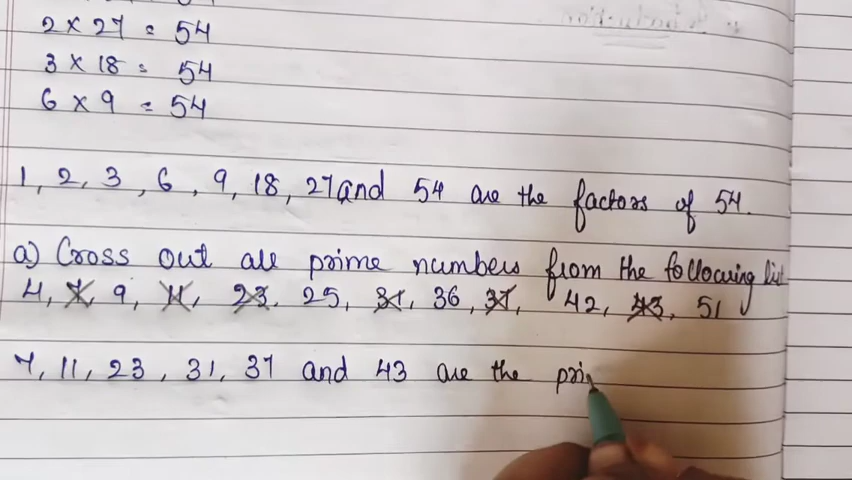 2 × 27 = 54
3 × 18 = 54
6 × 9 = 54
1, 2, 3, 6, 9, 18, 27 and 54 are the factors of 54.
a) Cross out all prime numbers from the following list
4, 7, 9, 11, 23, 25, 31, 36, 37, 42, 43, 51
7, 11, 23, 31, 37 and 43 are the pri